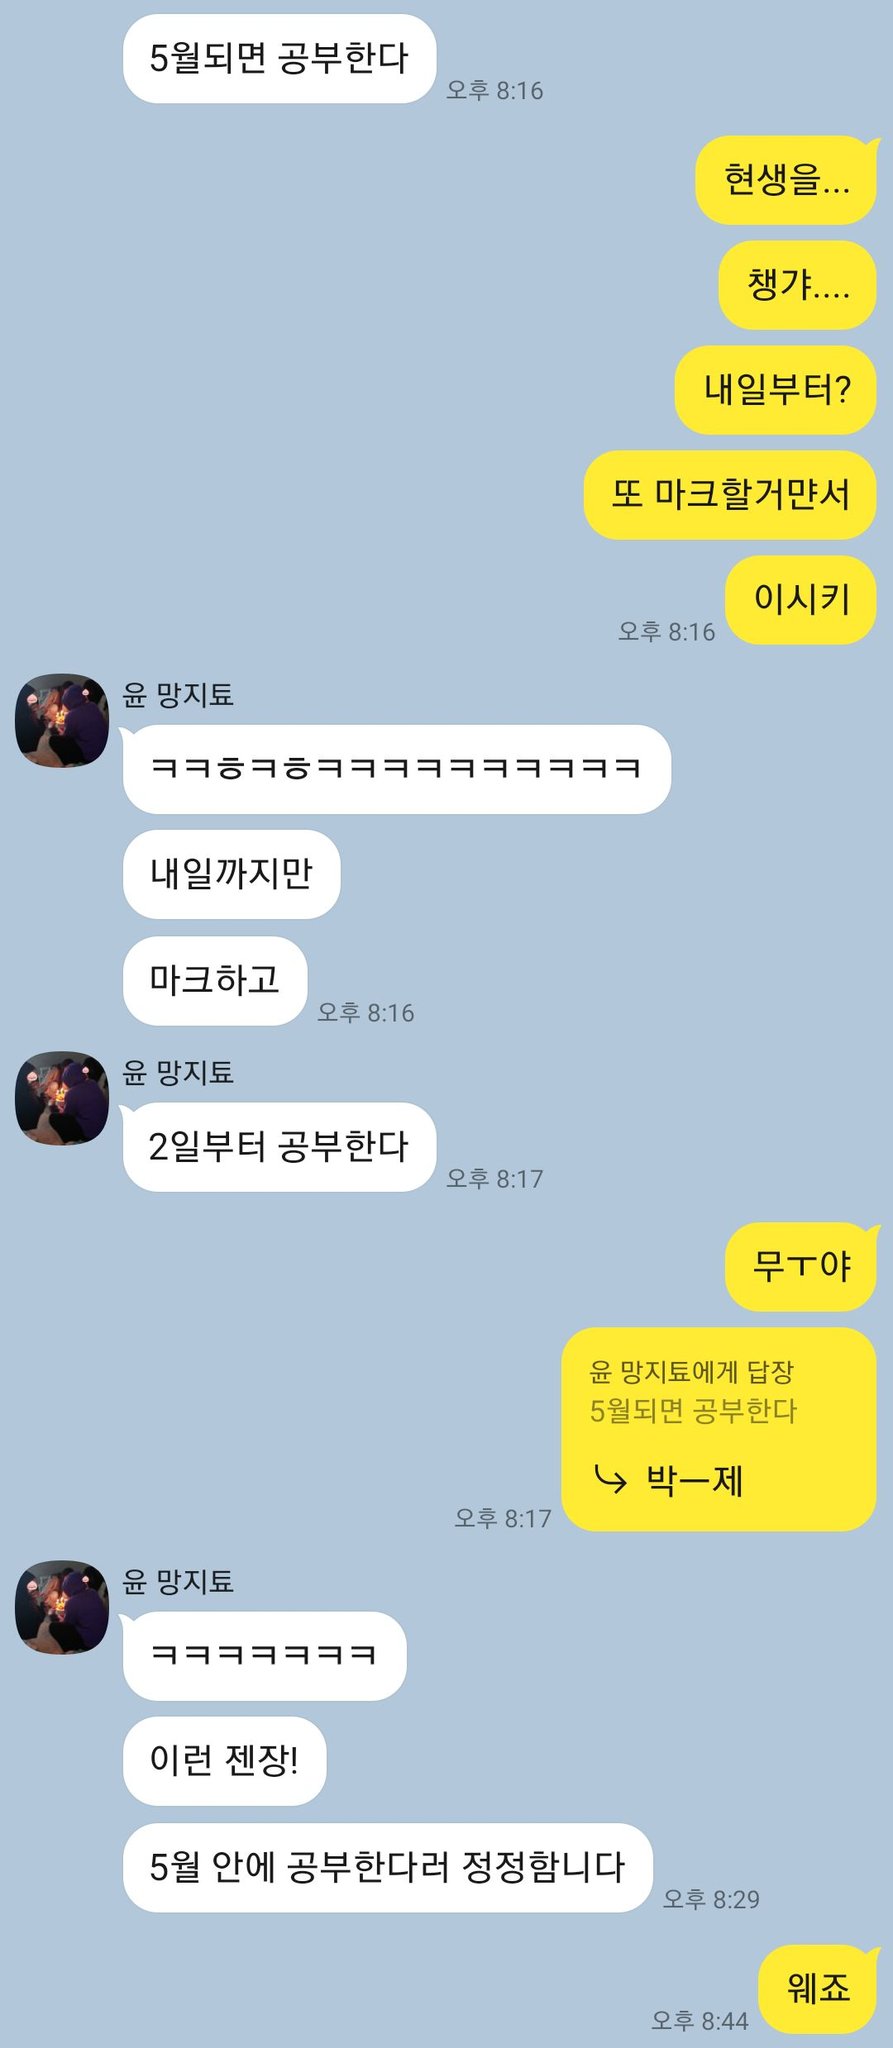 5월되면 공부한다
오후 8:16
현생을...
챙갸....
내일부터?
또 마크할거먄서
이시키
오후 8:16
윤 망지툐
ㅋㅋㅎㅋㅎㅋㅋㅋㅋㅋㅋㅋㅋㅋㅋ
내일까지만
마크하고
오후 8:16
윤 망지툐
2일부터 공부한다
오후 8:17
무ㅜ야
윤 망지툐에게 답장
5월되면 공부한다
박ㅡ제
오후 8:17
윤 망지툐
ㅋㅋㅋㅋㅋㅋㅋ
이런 젠장!
5월 안에 공부한다러 정정함니다
오후 8:29
웨죠
오후 8:44